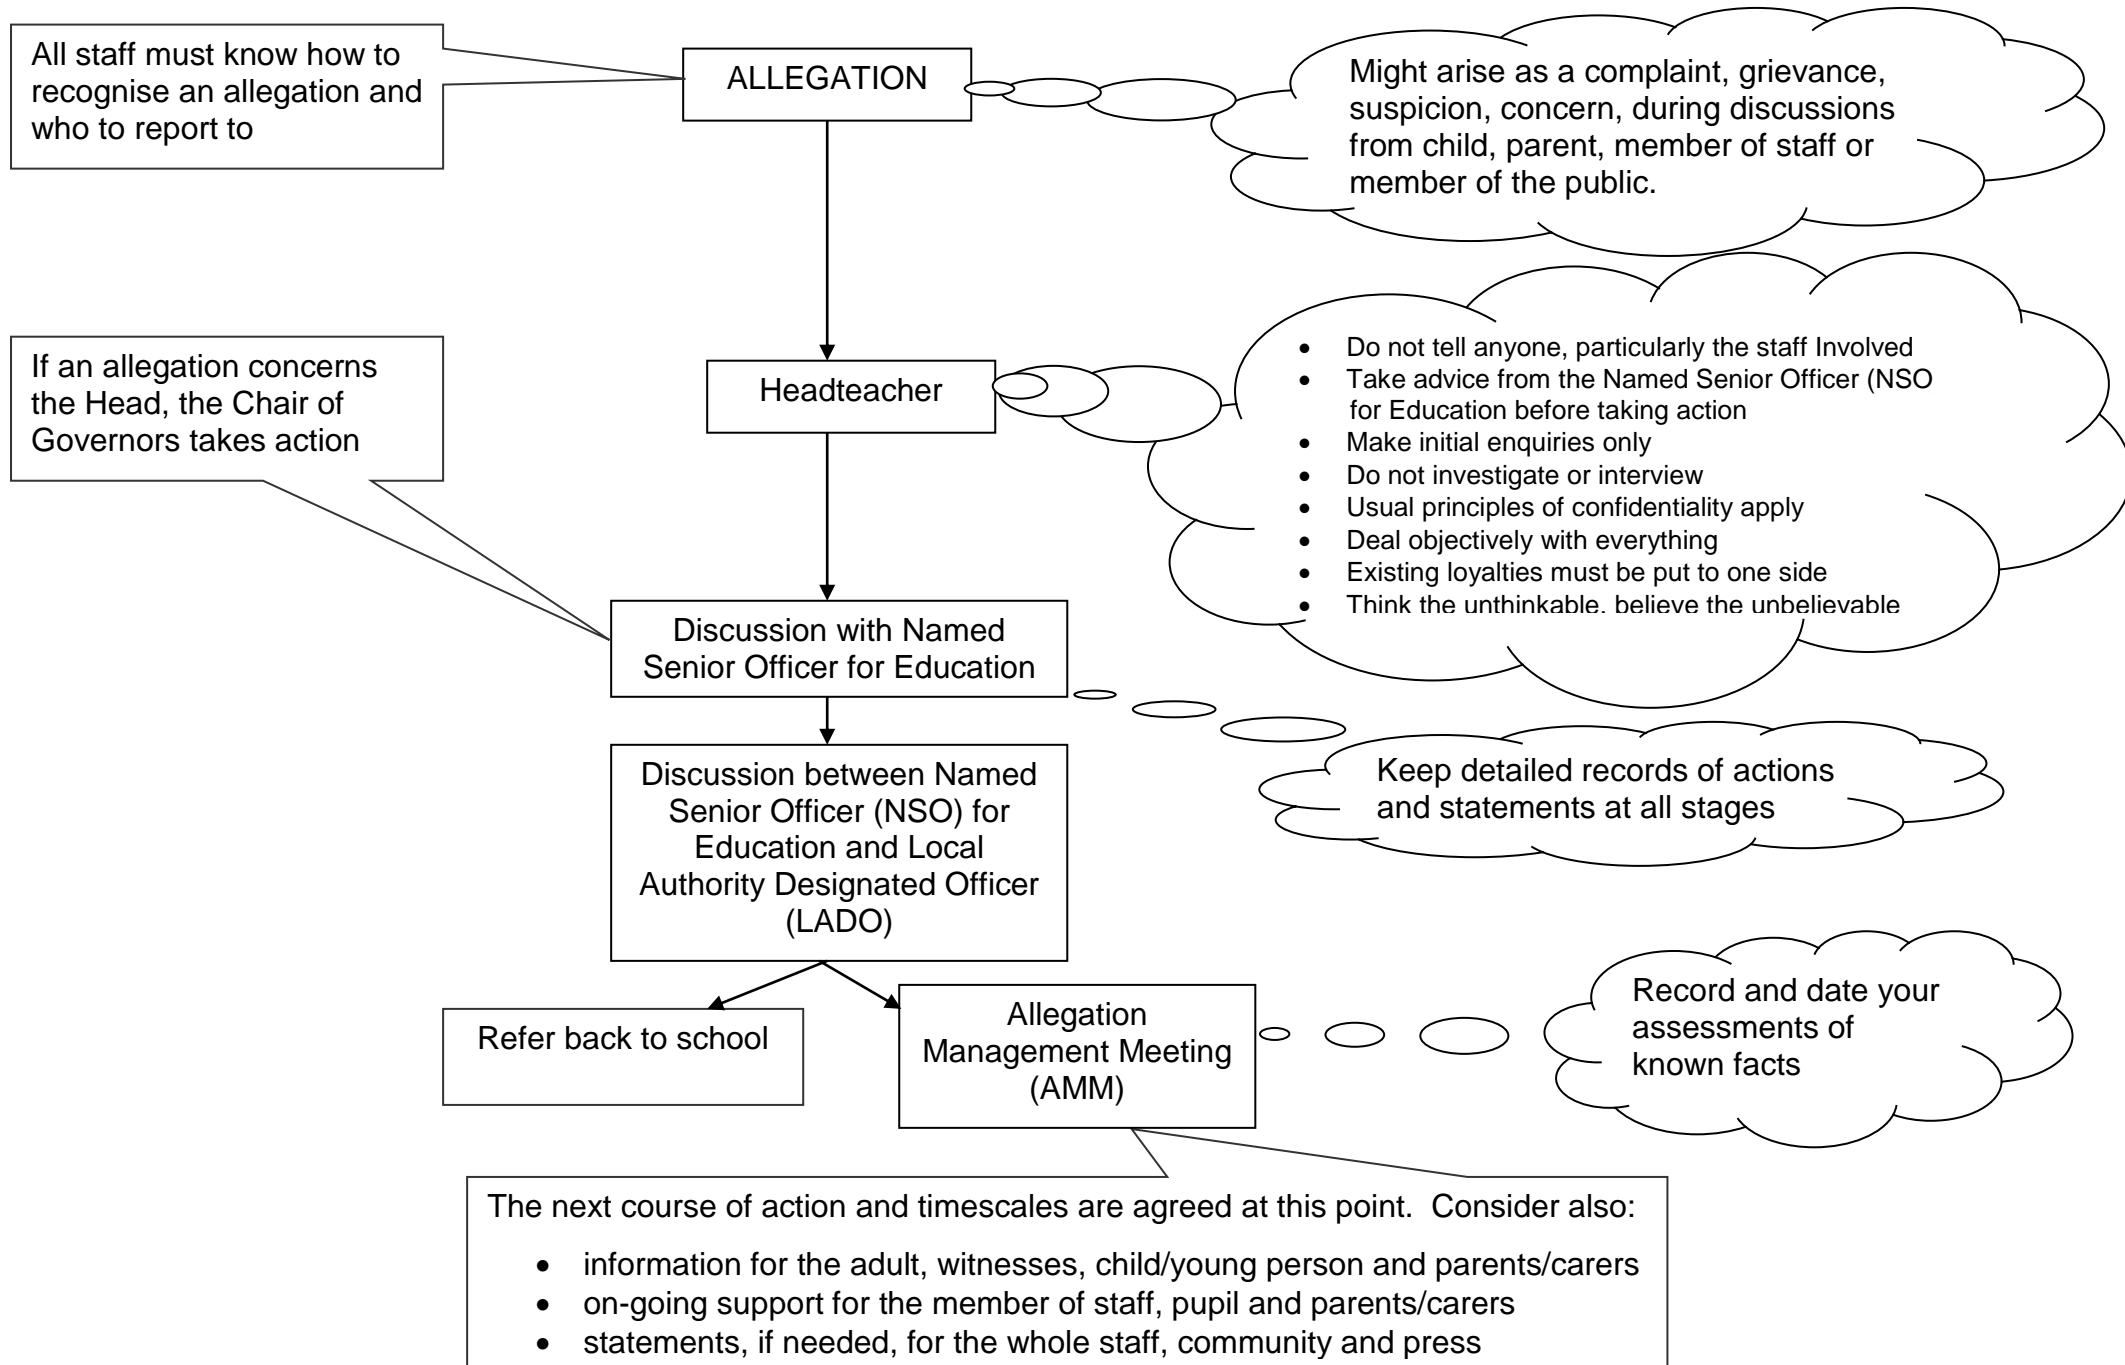 All staff must know how to
recognise an allegation and
who to report to
ALLEGATION
Might arise as a complaint, grievance,
suspicion, concern, during discussions
from child, parent, member of staff or
member of the public.
If an allegation concerns
the Head, the Chair of
Governors takes action
Headteacher
• Do not tell anyone, particularly the staff Involved
• Take advice from the Named Senior Officer (NSO
for Education before taking action
• Make initial enquiries only
• Do not investigate or interview
• Usual principles of confidentiality apply
• Deal objectively with everything
• Existing loyalties must be put to one side
• Think the unthinkable, believe the unbelievable
Discussion with Named
Senior Officer for Education
Keep detailed records of actions
and statements at all stages
Discussion between Named
Senior Officer (NSO) for
Education and Local
Authority Designated Officer
(LADO)
Refer back to school
Allegation
Management Meeting
(AMM)
Record and date your
assessments of
known facts
The next course of action and timescales are agreed at this point.  Consider also:
• information for the adult, witnesses, child/young person and parents/carers
• on-going support for the member of staff, pupil and parents/carers
• statements, if needed, for the whole staff, community and press